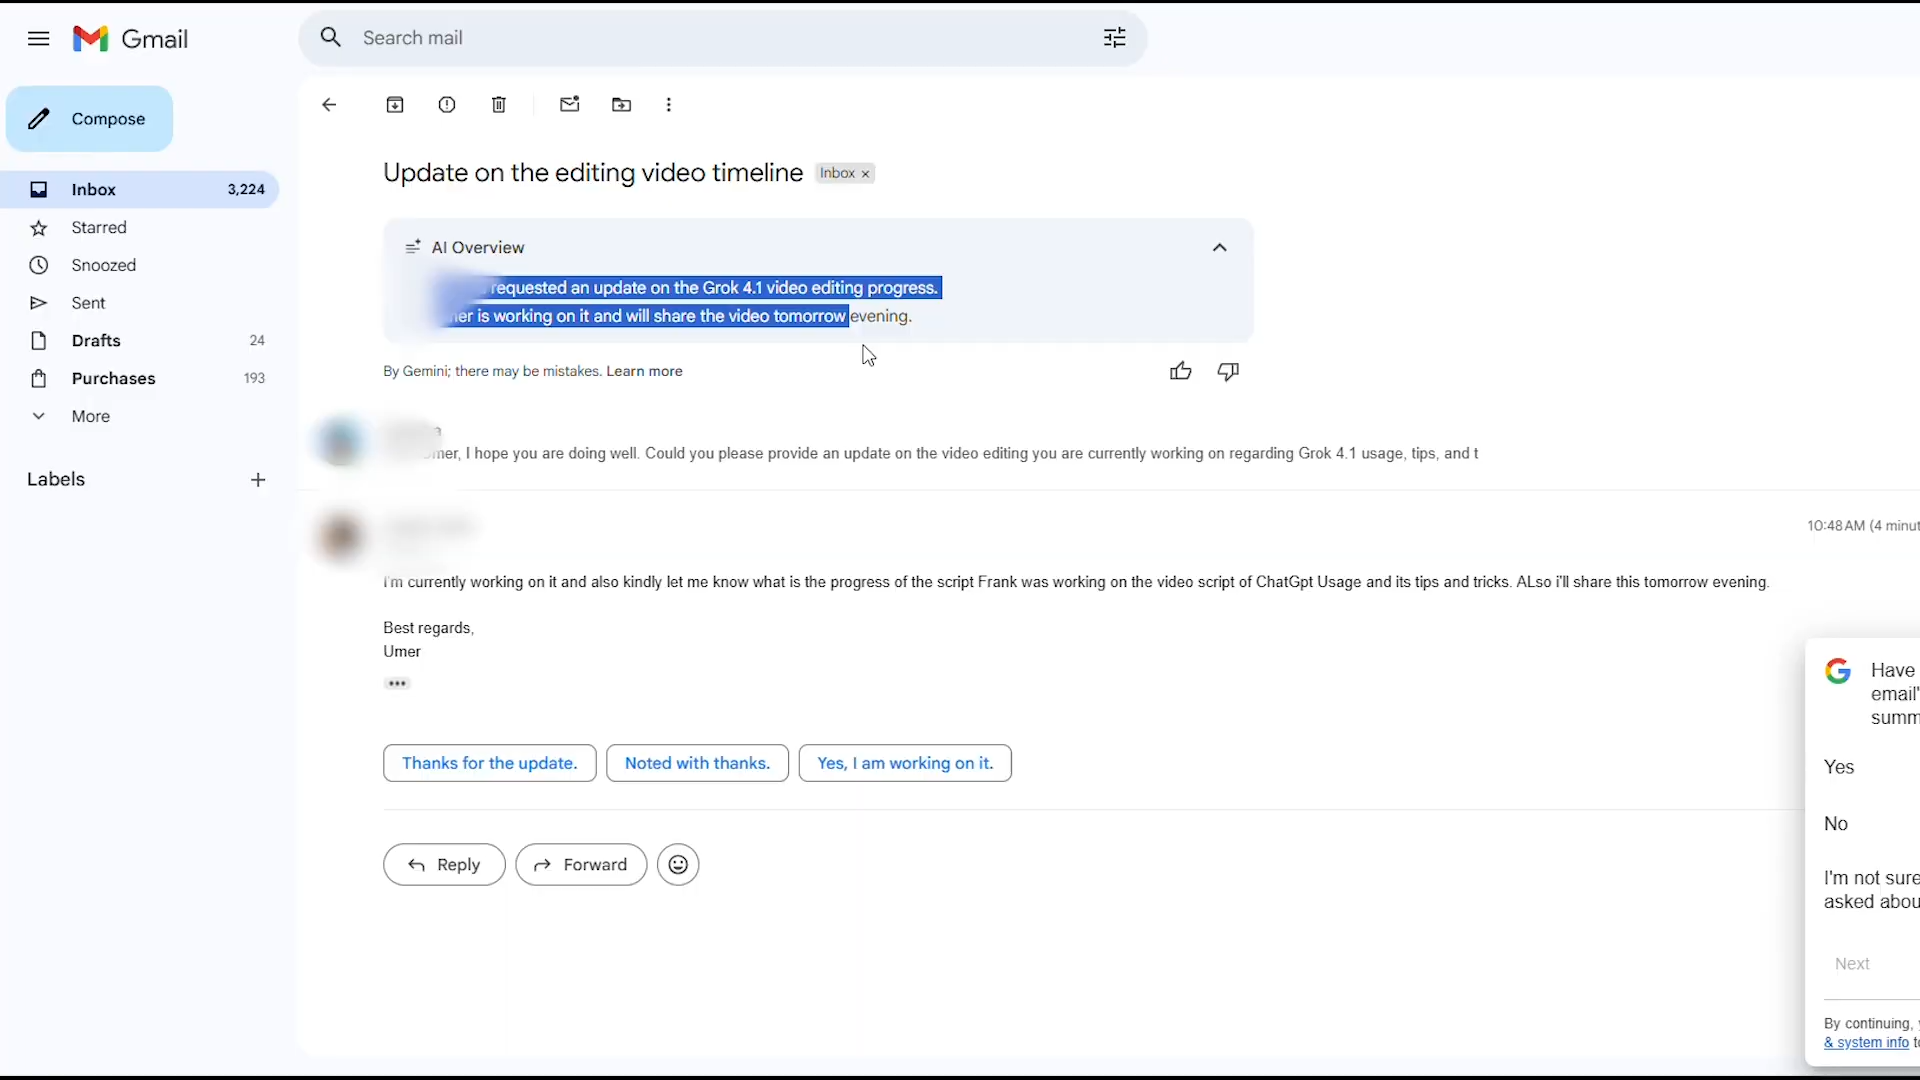 Gmail
Search mail
Compose
Inbox 3,224
Starred
Snoozed
Sent
Drafts 24
Purchases 193
More
Labels
Update on the editing video timeline Inbox ×
AI Overview
requested an update on the Grok 4.1 video editing progress.
is working on it and will share the video tomorrow evening.
By Gemini; there may be mistakes. Learn more
I hope you are doing well. Could you please provide an update on the video editing you are currently working on regarding Grok 4.1 usage, tips, and t
10:48 AM (4 minut
I'm currently working on it and also kindly let me know what is the progress of the script Frank was working on the video script of ChatGpt Usage and its tips and tricks. ALso i'll share this tomorrow evening.
Best regards,
Umer
Thanks for the update.
Noted with thanks.
Yes, I am working on it.
Reply
Forward
Have
email'
summ
Yes
No
I'm not sure
asked abou
Next
By continuing, y
& system info to